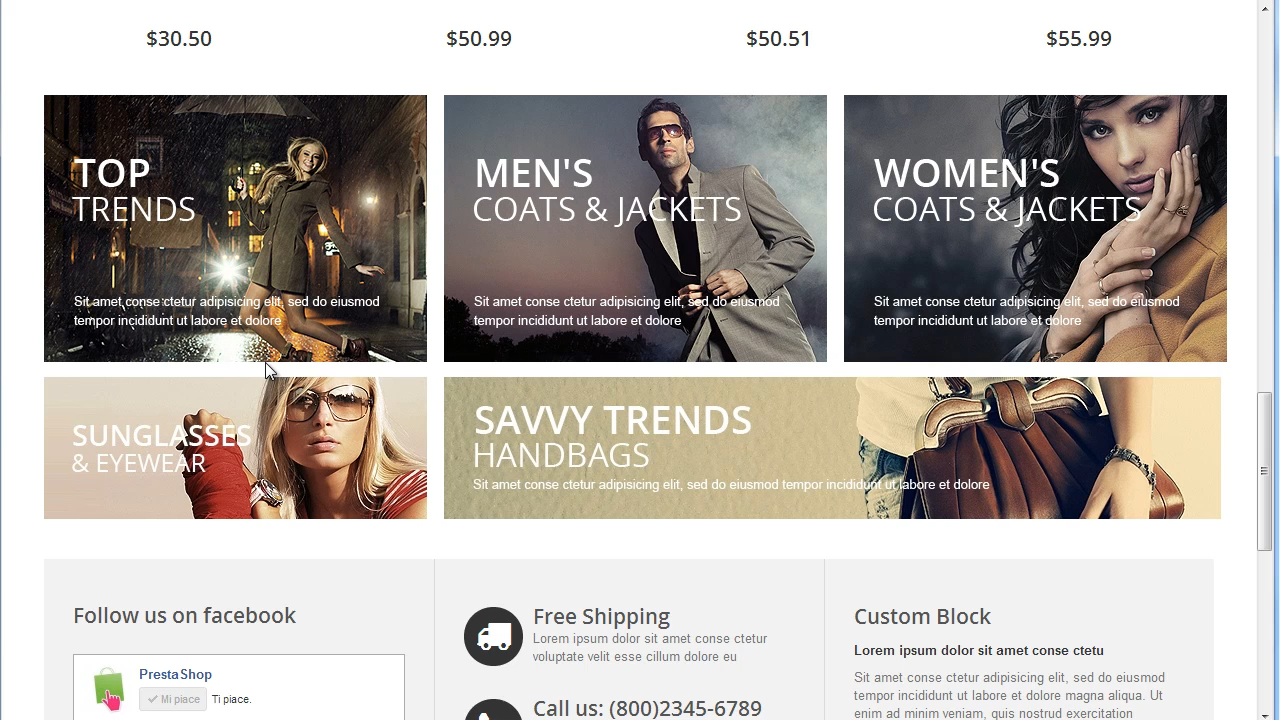 $30.50
$50.99
$50.51
$55.99
TOP
TRENDS
Sit amet conse ctetur adipisicing elit, sed do eiusmod
tempor incididunt ut labore et dolore
MEN'S
COATS & JACKETS
Sit amet conse ctetur adipisicing elit, sed do eiusmod
tempor incididunt ut labore et dolore
WOMEN'S
COATS & JACKETS
Sit amet conse ctetur adipisicing elit, sed do eiusmod
tempor incididunt ut labore et dolore
SUNGLASSES
& EYEWEAR
SAVVY TRENDS
HANDBAGS
Sit amet conse ctetur adipisicing elit, sed do eiusmod tempor incididunt ut labore et dolore
Follow us on facebook
PrestaShop
Mi piace
Ti piace.
Free Shipping
Lorem ipsum dolor sit amet conse ctetur
voluptate velit esse cillum dolore eu
Call us: (800)2345-6789
Custom Block
Lorem ipsum dolor sit amet conse ctetu
Sit amet conse ctetur adipisicing elit, sed do eiusmod
tempor incididunt ut labore et dolore magna aliqua. Ut
enim ad minim veniam, quis nostrud exercitation